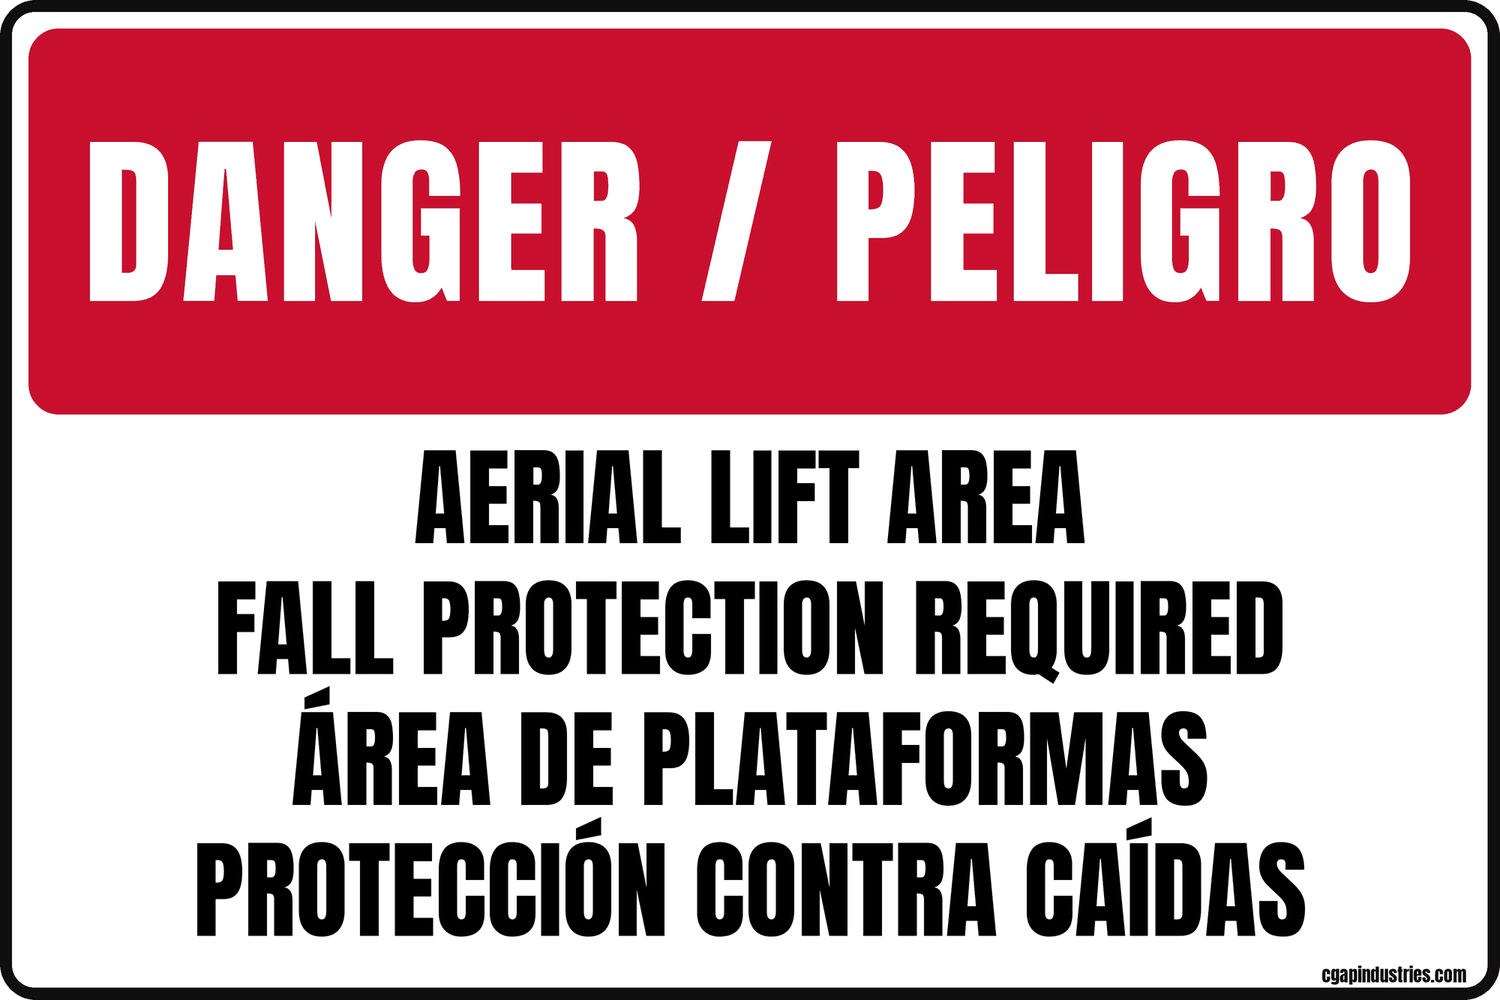 DANGER / PELIGRO
AERIAL LIFT AREA
FALL PROTECTION REQUIRED
ÁREA DE PLATAFORMAS
PROTECCIÓN CONTRA CAÍDAS
cgapindustries.com